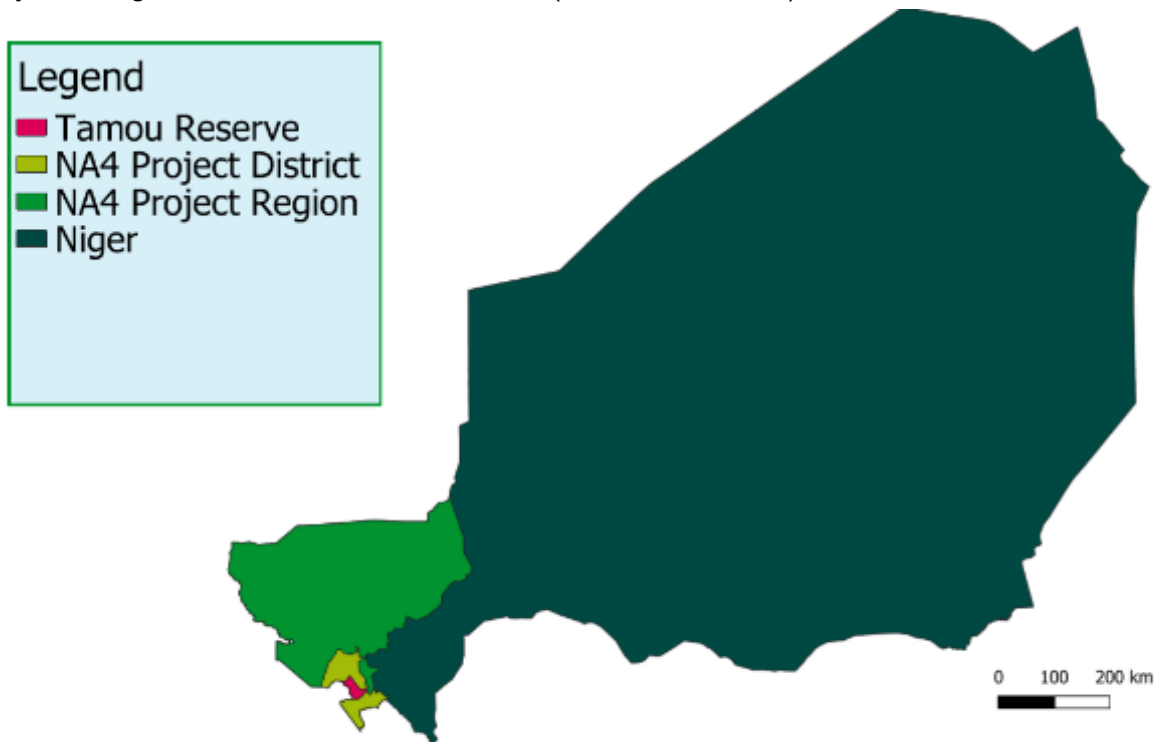 Legend
Tamou Reserve
NA4 Project District
NA4 Project Region
Niger
0 100 200 km